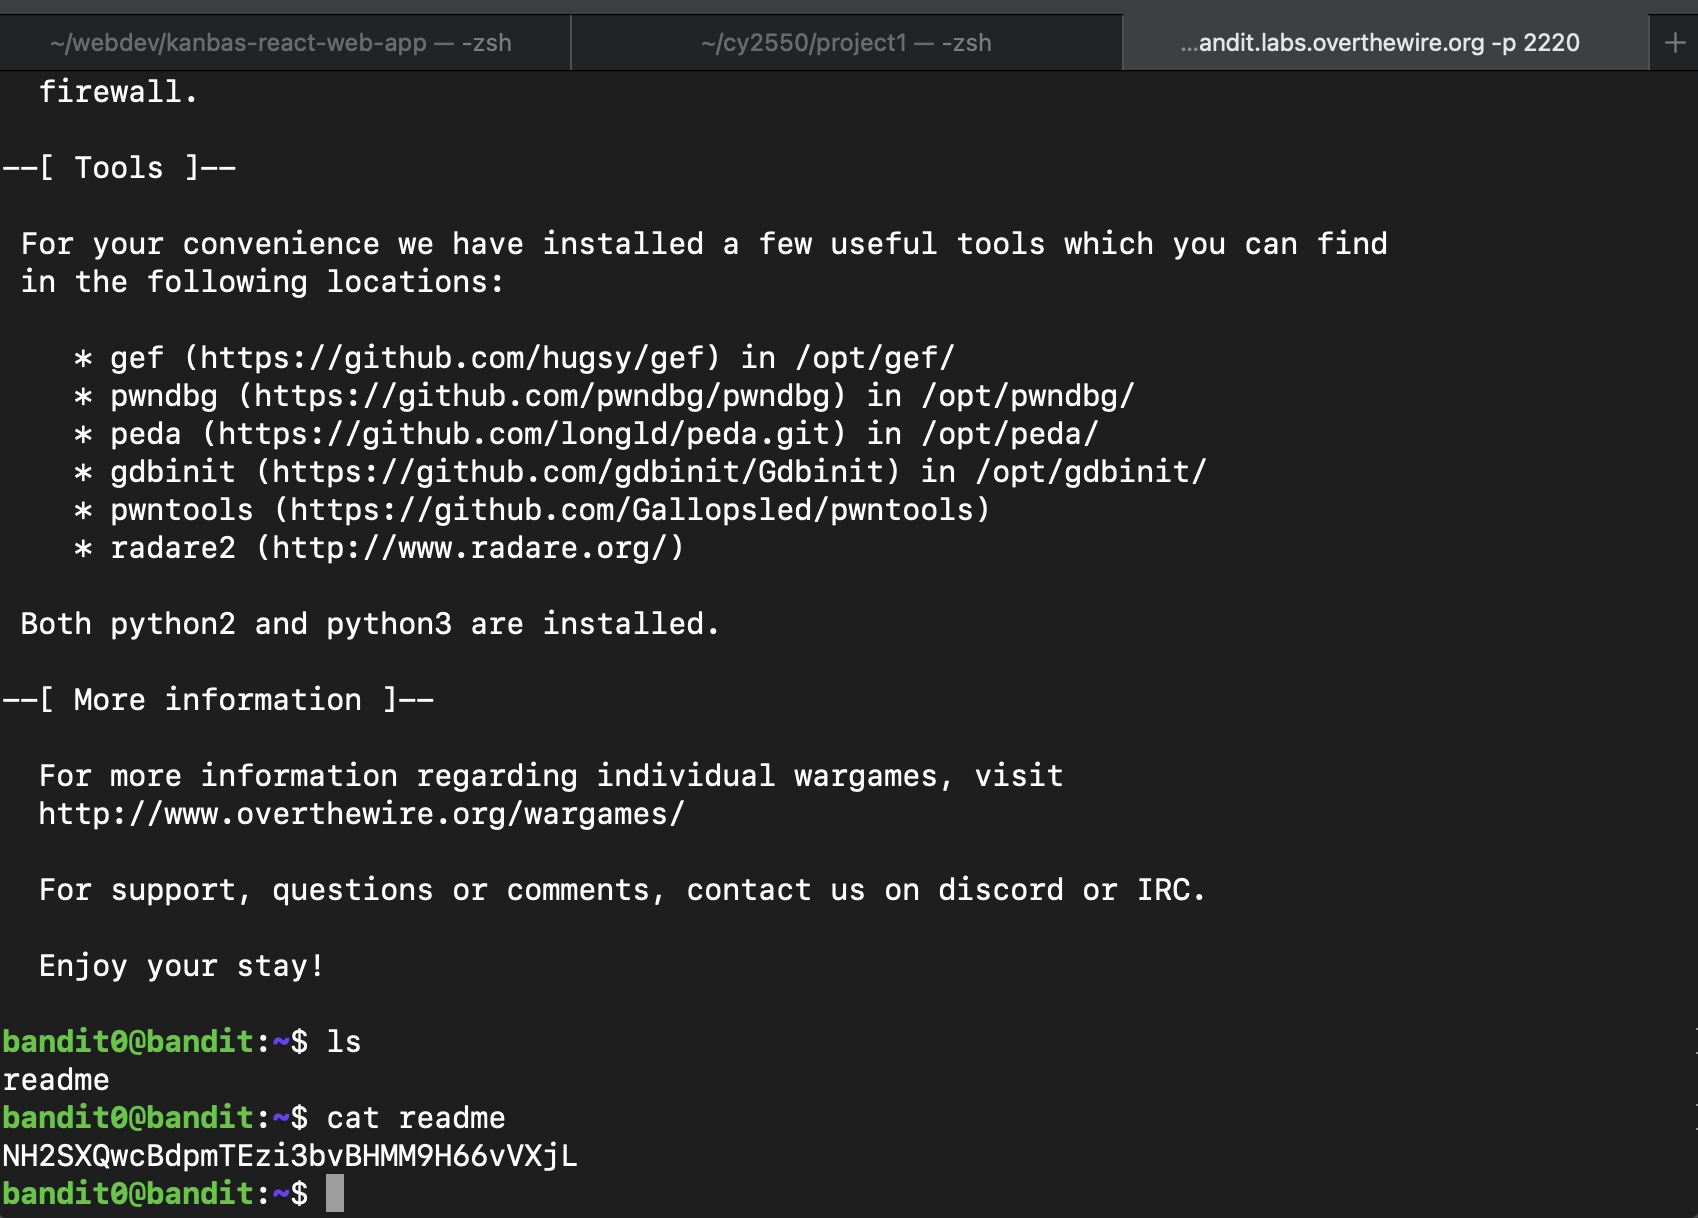 ~/webdev/kanbas-react-web-app — -zsh
~/cy2550/project1 — -zsh
...andit.labs.overthewire.org -p 2220
+
firewall.
--[ Tools ]--
For your convenience we have installed a few useful tools which you can find
in the following locations:
* gef (https://github.com/hugsy/gef) in /opt/gef/
* pwndbg (https://github.com/pwndbg/pwndbg) in /opt/pwndbg/
* peda (https://github.com/longld/peda.git) in /opt/peda/
* gdbinit (https://github.com/gdbinit/Gdbinit) in /opt/gdbinit/
* pwntools (https://github.com/Gallopsled/pwntools)
* radare2 (http://www.radare.org/)
Both python2 and python3 are installed.
--[ More information ]--
For more information regarding individual wargames, visit
http://www.overthewire.org/wargames/
For support, questions or comments, contact us on discord or IRC.
Enjoy your stay!
bandit0@bandit:~$ ls
readme
bandit0@bandit:~$ cat readme
NH2SXQwcBdpmTEzi3bvBHMM9H66vVXjL
bandit0@bandit:~$